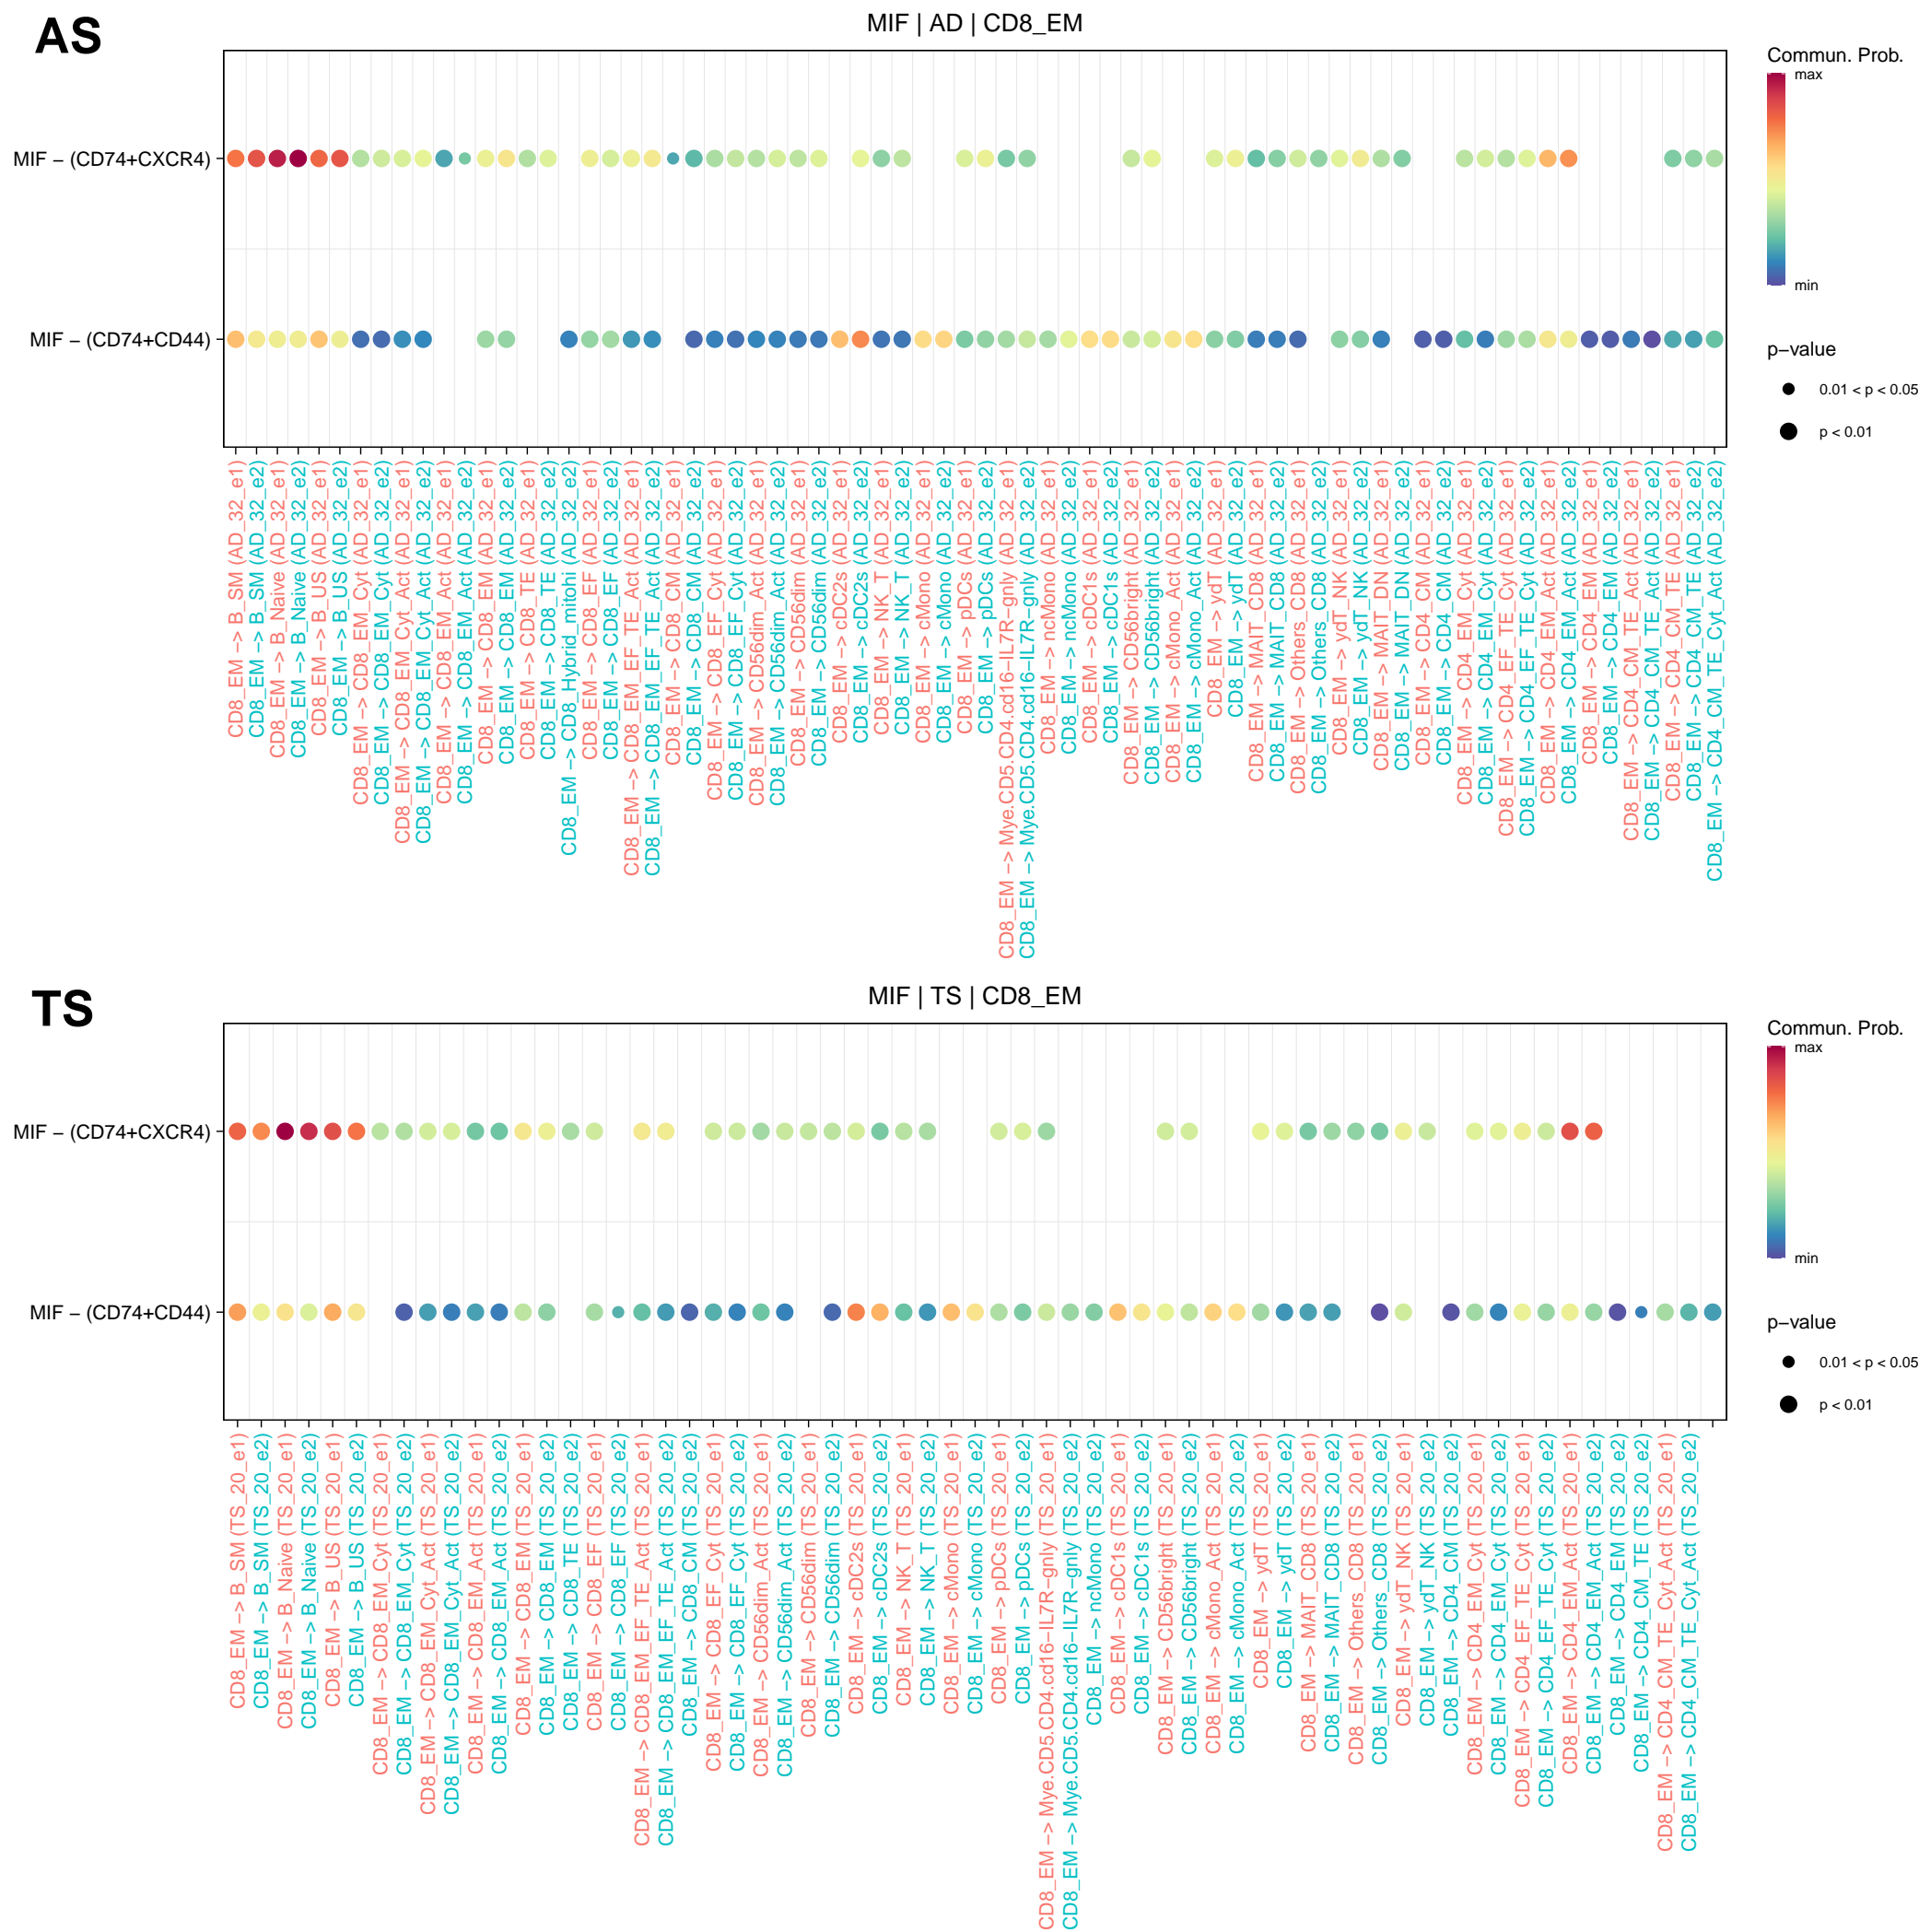 AS
MIF | AD | CD8_EM
MIF − (CD74+CXCR4)
MIF − (CD74+CD44)
CD8_EM −> B_SM (AD_32_e1)
CD8_EM −> B_SM (AD_32_e2)
CD8_EM −> B_Naive (AD_32_e1)
CD8_EM −> B_Naive (AD_32_e2)
CD8_EM −> B_US (AD_32_e1)
CD8_EM −> B_US (AD_32_e2)
CD8_EM −> CD8_EM_Cyt (AD_32_e1)
CD8_EM −> CD8_EM_Cyt (AD_32_e2)
CD8_EM −> CD8_EM_Cyt_Act (AD_32_e1)
CD8_EM −> CD8_EM_Cyt_Act (AD_32_e2)
CD8_EM −> CD8_EM_Act (AD_32_e1)
CD8_EM −> CD8_EM_Act (AD_32_e2)
CD8_EM −> CD8_EM (AD_32_e1)
CD8_EM −> CD8_EM (AD_32_e2)
CD8_EM −> CD8_TE (AD_32_e1)
CD8_EM −> CD8_TE (AD_32_e2)
CD8_EM −> CD8_Hybrid_mitohi (AD_32_e2)
CD8_EM −> CD8_EF (AD_32_e1)
CD8_EM −> CD8_EF (AD_32_e2)
CD8_EM −> CD8_EM_EF_TE_Act (AD_32_e1)
CD8_EM −> CD8_EM_EF_TE_Act (AD_32_e2)
CD8_EM −> CD8_CM (AD_32_e1)
CD8_EM −> CD8_CM (AD_32_e2)
CD8_EM −> CD8_EF_Cyt (AD_32_e1)
CD8_EM −> CD8_EF_Cyt (AD_32_e2)
CD8_EM −> CD56dim_Act (AD_32_e1)
CD8_EM −> CD56dim_Act (AD_32_e2)
CD8_EM −> CD56dim (AD_32_e1)
CD8_EM −> CD56dim (AD_32_e2)
CD8_EM −> cDC2s (AD_32_e1)
CD8_EM −> cDC2s (AD_32_e2)
CD8_EM −> NK_T (AD_32_e1)
CD8_EM −> NK_T (AD_32_e2)
CD8_EM −> cMono (AD_32_e1)
CD8_EM −> cMono (AD_32_e2)
CD8_EM −> pDCs (AD_32_e1)
CD8_EM −> pDCs (AD_32_e2)
CD8_EM −> Mye.CD5.CD4.cd16−IL7R−gnly (AD_32_e1)
CD8_EM −> Mye.CD5.CD4.cd16−IL7R−gnly (AD_32_e2)
CD8_EM −> ncMono (AD_32_e1)
CD8_EM −> ncMono (AD_32_e2)
CD8_EM −> cDC1s (AD_32_e1)
CD8_EM −> cDC1s (AD_32_e2)
CD8_EM −> CD56bright (AD_32_e1)
CD8_EM −> CD56bright (AD_32_e2)
CD8_EM −> cMono_Act (AD_32_e1)
CD8_EM −> cMono_Act (AD_32_e2)
CD8_EM −> ydT (AD_32_e1)
CD8_EM −> ydT (AD_32_e2)
CD8_EM −> MAIT_CD8 (AD_32_e1)
CD8_EM −> MAIT_CD8 (AD_32_e2)
CD8_EM −> Others_CD8 (AD_32_e1)
CD8_EM −> Others_CD8 (AD_32_e2)
CD8_EM −> ydT_NK (AD_32_e1)
CD8_EM −> ydT_NK (AD_32_e2)
CD8_EM −> MAIT_DN (AD_32_e1)
CD8_EM −> MAIT_DN (AD_32_e2)
CD8_EM −> CD4_CM (AD_32_e1)
CD8_EM −> CD4_CM (AD_32_e2)
CD8_EM −> CD4_EM_Cyt (AD_32_e1)
CD8_EM −> CD4_EM_Cyt (AD_32_e2)
CD8_EM −> CD4_EF_TE_Cyt (AD_32_e1)
CD8_EM −> CD4_EF_TE_Cyt (AD_32_e2)
CD8_EM −> CD4_EM_Act (AD_32_e1)
CD8_EM −> CD4_EM_Act (AD_32_e2)
CD8_EM −> CD4_EM (AD_32_e1)
CD8_EM −> CD4_EM (AD_32_e2)
CD8_EM −> CD4_CM_TE_Act (AD_32_e1)
CD8_EM −> CD4_CM_TE_Act (AD_32_e2)
CD8_EM −> CD4_CM_TE (AD_32_e1)
CD8_EM −> CD4_CM_TE (AD_32_e2)
CD8_EM −> CD4_CM_TE_Cyt_Act (AD_32_e2)
Commun. Prob.
max
min
p−value
0.01 < p < 0.05
p < 0.01
TS
MIF | TS | CD8_EM
MIF − (CD74+CXCR4)
MIF − (CD74+CD44)
CD8_EM −> B_SM (TS_20_e1)
CD8_EM −> B_SM (TS_20_e2)
CD8_EM −> B_Naive (TS_20_e1)
CD8_EM −> B_Naive (TS_20_e2)
CD8_EM −> B_US (TS_20_e1)
CD8_EM −> B_US (TS_20_e2)
CD8_EM −> CD8_EM_Cyt (TS_20_e1)
CD8_EM −> CD8_EM_Cyt (TS_20_e2)
CD8_EM −> CD8_EM_Cyt_Act (TS_20_e1)
CD8_EM −> CD8_EM_Cyt_Act (TS_20_e2)
CD8_EM −> CD8_EM_Act (TS_20_e1)
CD8_EM −> CD8_EM_Act (TS_20_e2)
CD8_EM −> CD8_EM (TS_20_e1)
CD8_EM −> CD8_EM (TS_20_e2)
CD8_EM −> CD8_TE (TS_20_e2)
CD8_EM −> CD8_EF (TS_20_e1)
CD8_EM −> CD8_EF (TS_20_e2)
CD8_EM −> CD8_EM_EF_TE_Act (TS_20_e1)
CD8_EM −> CD8_EM_EF_TE_Act (TS_20_e2)
CD8_EM −> CD8_CM (TS_20_e2)
CD8_EM −> CD8_EF_Cyt (TS_20_e1)
CD8_EM −> CD8_EF_Cyt (TS_20_e2)
CD8_EM −> CD56dim_Act (TS_20_e1)
CD8_EM −> CD56dim_Act (TS_20_e2)
CD8_EM −> CD56dim (TS_20_e1)
CD8_EM −> CD56dim (TS_20_e2)
CD8_EM −> cDC2s (TS_20_e1)
CD8_EM −> cDC2s (TS_20_e2)
CD8_EM −> NK_T (TS_20_e1)
CD8_EM −> NK_T (TS_20_e2)
CD8_EM −> cMono (TS_20_e1)
CD8_EM −> cMono (TS_20_e2)
CD8_EM −> pDCs (TS_20_e1)
CD8_EM −> pDCs (TS_20_e2)
CD8_EM −> Mye.CD5.CD4.cd16−IL7R−gnly (TS_20_e1)
CD8_EM −> Mye.CD5.CD4.cd16−IL7R−gnly (TS_20_e2)
CD8_EM −> ncMono (TS_20_e2)
CD8_EM −> cDC1s (TS_20_e1)
CD8_EM −> cDC1s (TS_20_e2)
CD8_EM −> CD56bright (TS_20_e1)
CD8_EM −> CD56bright (TS_20_e2)
CD8_EM −> cMono_Act (TS_20_e1)
CD8_EM −> cMono_Act (TS_20_e2)
CD8_EM −> ydT (TS_20_e1)
CD8_EM −> ydT (TS_20_e2)
CD8_EM −> MAIT_CD8 (TS_20_e1)
CD8_EM −> MAIT_CD8 (TS_20_e2)
CD8_EM −> Others_CD8 (TS_20_e1)
CD8_EM −> Others_CD8 (TS_20_e2)
CD8_EM −> ydT_NK (TS_20_e1)
CD8_EM −> ydT_NK (TS_20_e2)
CD8_EM −> CD4_CM (TS_20_e2)
CD8_EM −> CD4_EM_Cyt (TS_20_e1)
CD8_EM −> CD4_EM_Cyt (TS_20_e2)
CD8_EM −> CD4_EF_TE_Cyt (TS_20_e1)
CD8_EM −> CD4_EF_TE_Cyt (TS_20_e2)
CD8_EM −> CD4_EM_Act (TS_20_e1)
CD8_EM −> CD4_EM_Act (TS_20_e2)
CD8_EM −> CD4_EM (TS_20_e2)
CD8_EM −> CD4_CM_TE (TS_20_e2)
CD8_EM −> CD4_CM_TE_Cyt_Act (TS_20_e1)
CD8_EM −> CD4_CM_TE_Cyt_Act (TS_20_e2)
Commun. Prob.
max
min
p−value
0.01 < p < 0.05
p < 0.01